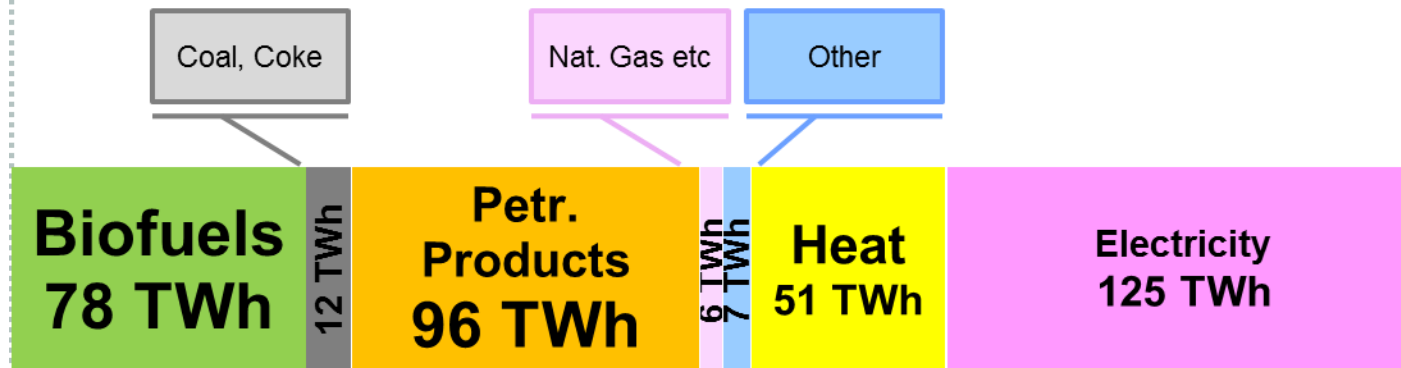 Coal, Coke
Nat. Gas etc
Other
Biofuels
78 TWh
12 TWh
Petr.
Products
96 TWh
6 TWh
7 TWh
Heat
51 TWh
Electricity
125 TWh